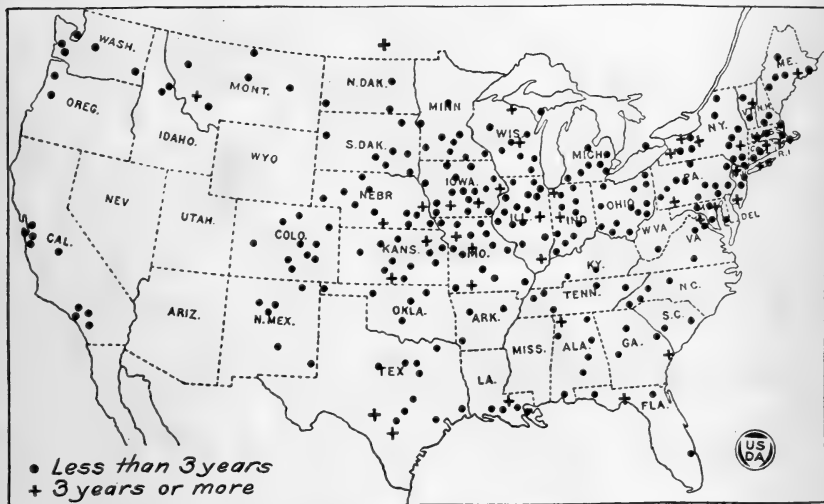 WASH.
MONT.
N.DAK.
MINN
ME.
OREG.
IDAHO.
S.DAK.
WIS.
N.Y.
N.H.
WYO
MICH
R.I
NEBR
IOWA.
PA.
NEV
UTAH.
ILL.
IND
OHIO
DEL
CAL.
COLO.
KANS.
MO.
W.VA
VA
KY.
ARIZ.
N.MEX.
OKLA.
ARK.
TENN.
N.C.
S.C.
MISS.
ALA.
GA.
TEX
LA.
FLA.
US
DA
Less than 3 years
3 years or more